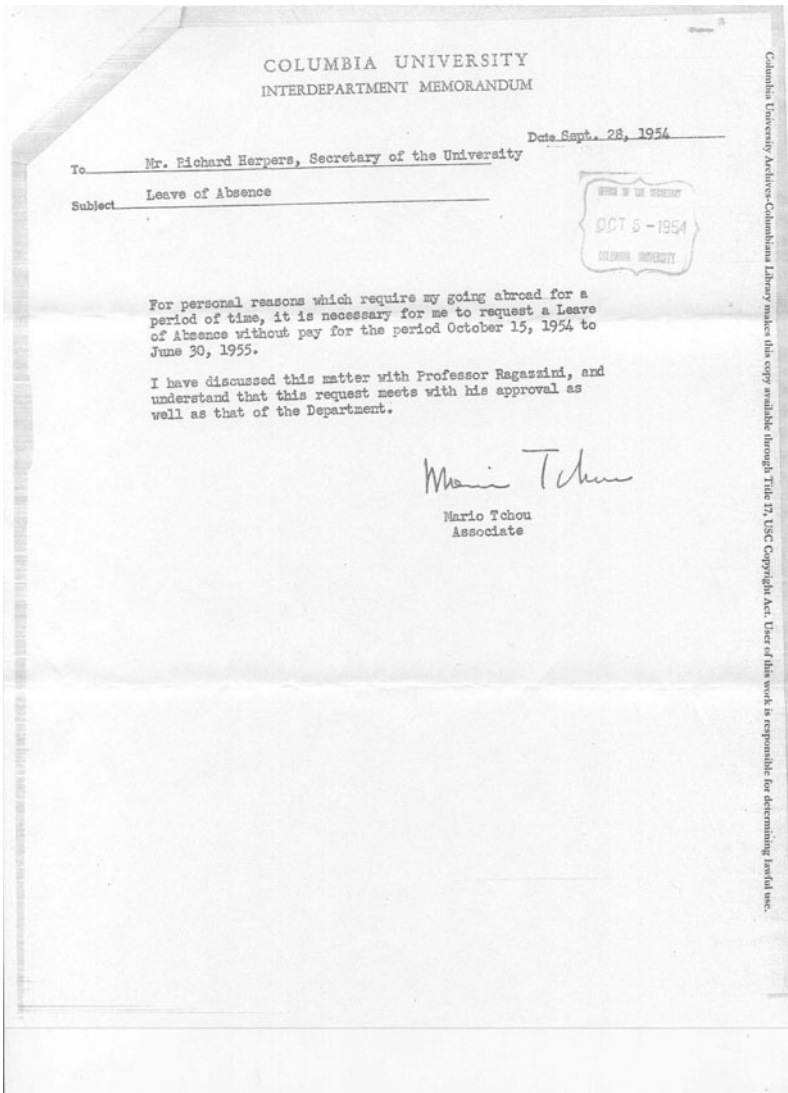 COLUMBIA UNIVERSITY
INTERDEPARTMENT MEMORANDUM
Date Sept. 28, 1954
To Mr. Richard Herpers, Secretary of the University
Subject Leave of Absence
OFFICE OF THE SECRETARY
OCT 5 - 1954
COLUMBIA UNIVERSITY
For personal reasons which require my going abroad for a
period of time, it is necessary for me to request a Leave
of Absence without pay for the period October 15, 1954 to
June 30, 1955.
I have discussed this matter with Professor Ragazzini, and
understand that this request meets with his approval as
well as that of the Department.
Mario Tchou
Mario Tchou
Associate
Columbia University Archives-Columbiana Library makes this copy available through Title 17, USC Copyright Act. User of this work is responsible for determining lawful use.